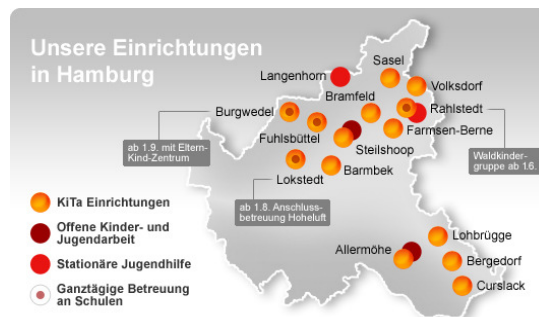 Unsere Einrichtungen
in Hamburg
Sasel
Langenhorn
Volksdorf
Bramfeld
Burgwedel
Rahlstedt
Fuhlsbüttel
Farmsen-Berne
ab 1.9. mit Eltern-
Kind-Zentrum
Steilshoop
Waldkinder-
gruppe ab 1.6.
Lokstedt
Barmbek
ab 1.8. Anschluss-
betreuung Hoheluft
KiTa Einrichtungen
Offene Kinder- und
Jugendarbeit
Stationäre Jugendhilfe
Ganztägige Betreuung
an Schulen
Lohbrügge
Allermöhe
Bergedorf
Curslack